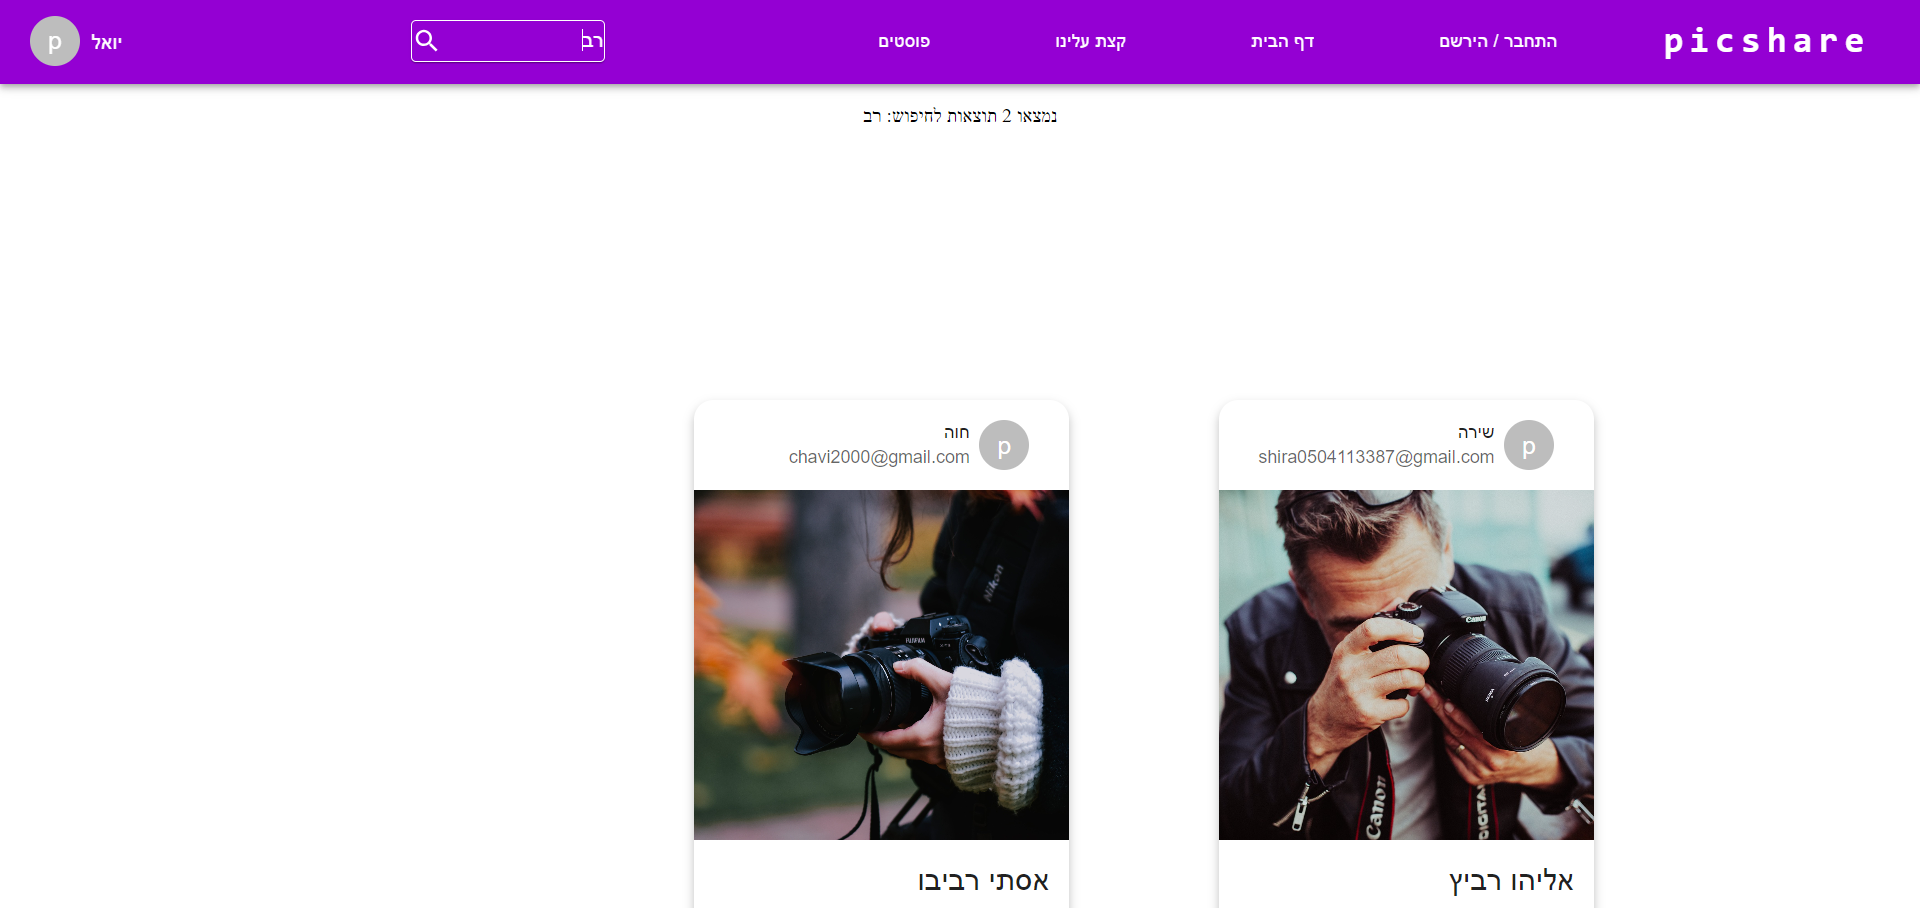 picshare
התחבר / הירשם
דף הבית
קצת עלינו
פוסטים
רב
יואל
p
נמצאו 2 תוצאות לחיפוש: רב
p
שירה
shira0504113387@gmail.com
Canon
Canon
DIGITAL
אליהו רביץ
p
חוה
chavi2000@gmail.com
Nikon
FUJIFILM
אסתי רביבו